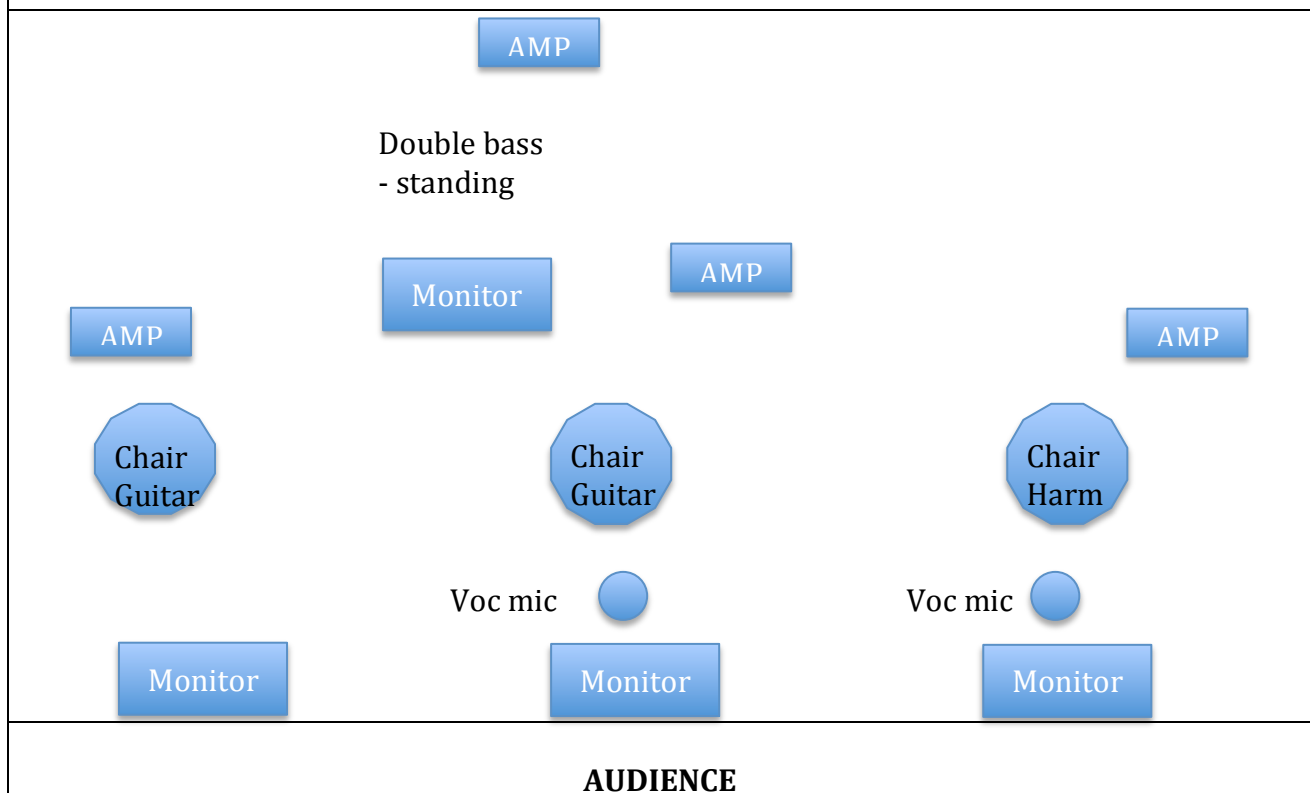 AMP
Double bass
- standing
AMP
Monitor
AMP
AMP
Chair
Guitar
Chair
Guitar
Chair
Harm
Voc mic
Voc mic
Monitor
Monitor
Monitor
AUDIENCE